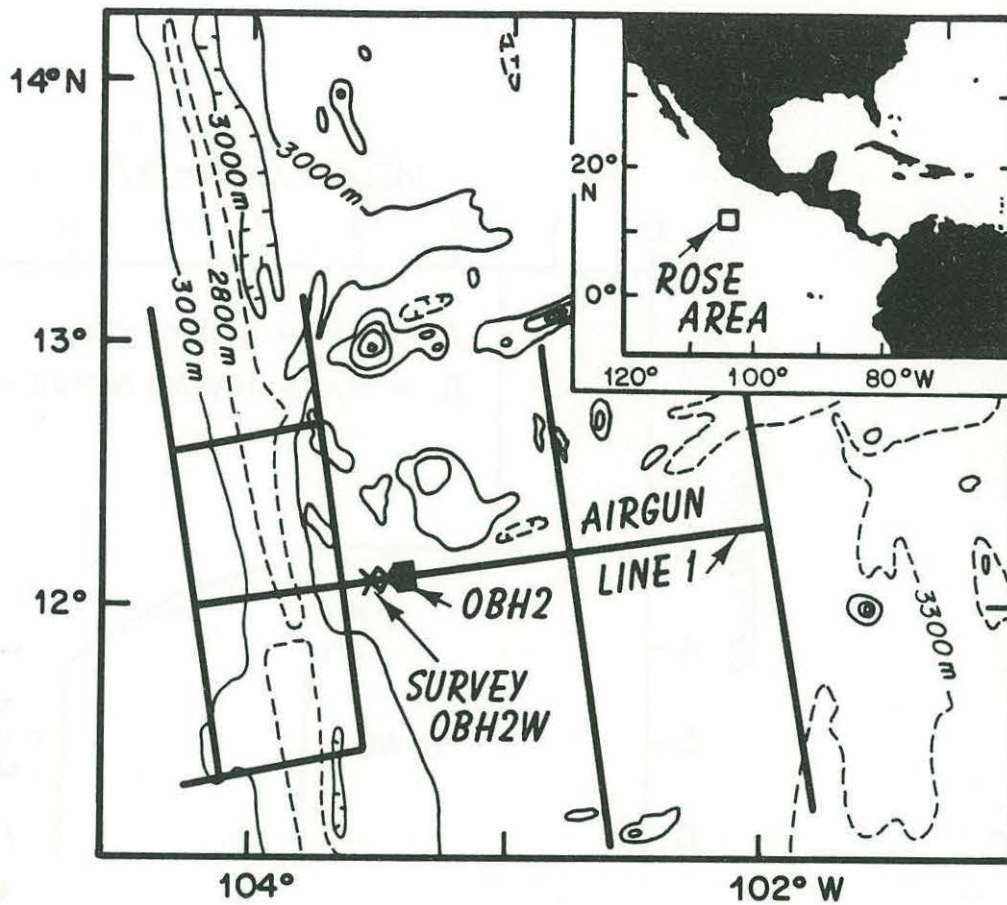 14°N
13°
12°
104°
102°W
3000m
3000m
3000m
2800m
3300m
AIRGUN
LINE 1
OBH2
SURVEY
OBH2W
20°
N
0°
120°
100°
80°W
ROSE
AREA